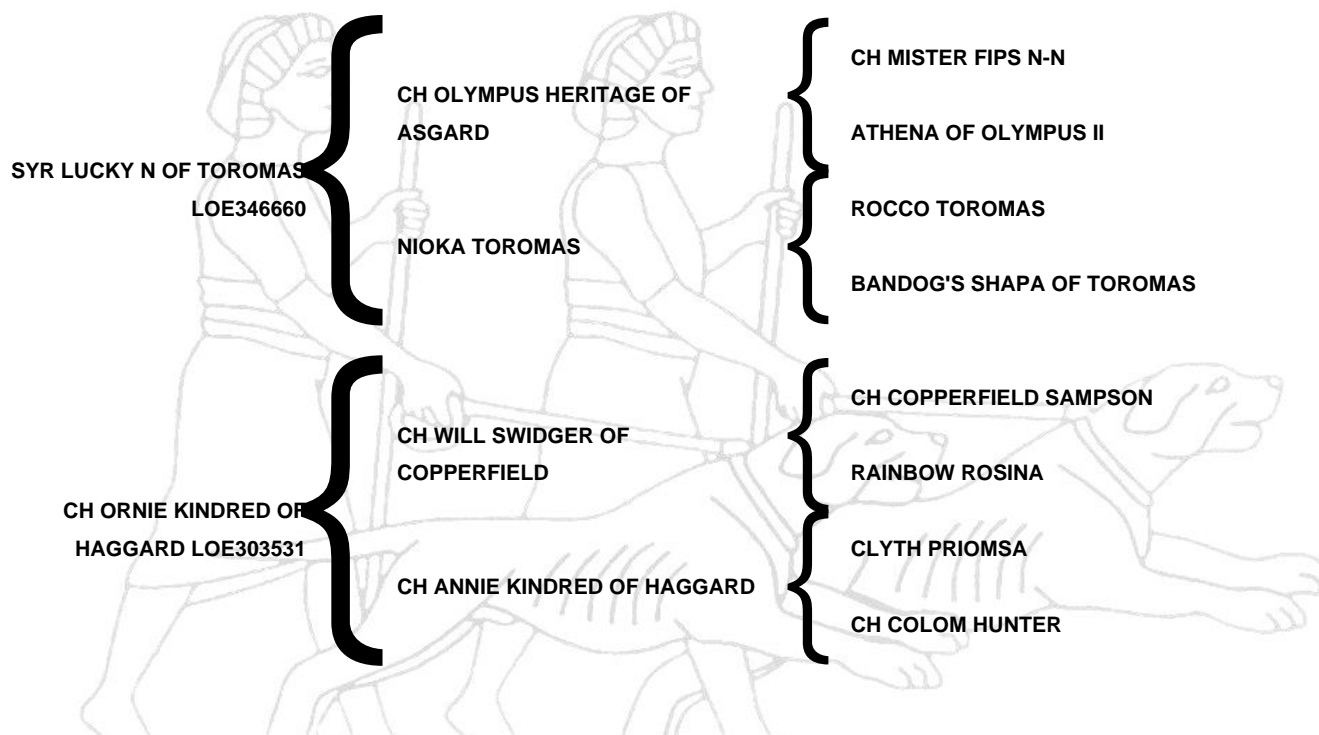 SYR LUCKY N OF TOROMAS
LOE346660
CH OLYMPUS HERITAGE OF
ASGARD
CH MISTER FIPS N-N
ATHENA OF OLYMPUS II
NIOKA TOROMAS
ROCCO TOROMAS
BANDOG'S SHAPA OF TOROMAS
CH ORNIE KINDRED OF
HAGGARD LOE303531
CH WILL SWIDGER OF
COPPERFIELD
CH COPPERFIELD SAMPSON
RAINBOW ROSINA
CH ANNIE KINDRED OF HAGGARD
CLYTH PRIOMSA
CH COLOM HUNTER